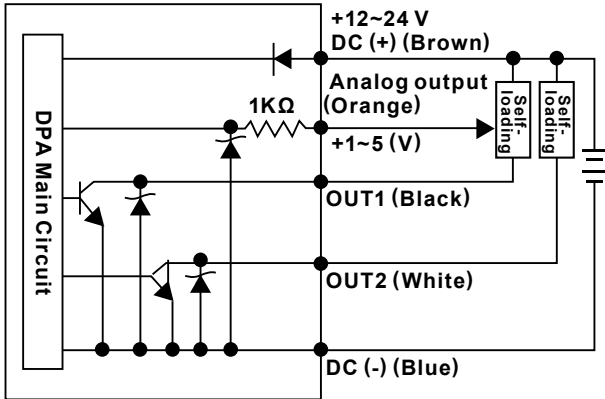 +12~24 V
DC (+) (Brown)
Analog output
(Orange)
1KΩ
+1~5 (V)
Self-
loading
Self-
loading
DPA Main Circuit
OUT1 (Black)
OUT2 (White)
DC (-) (Blue)